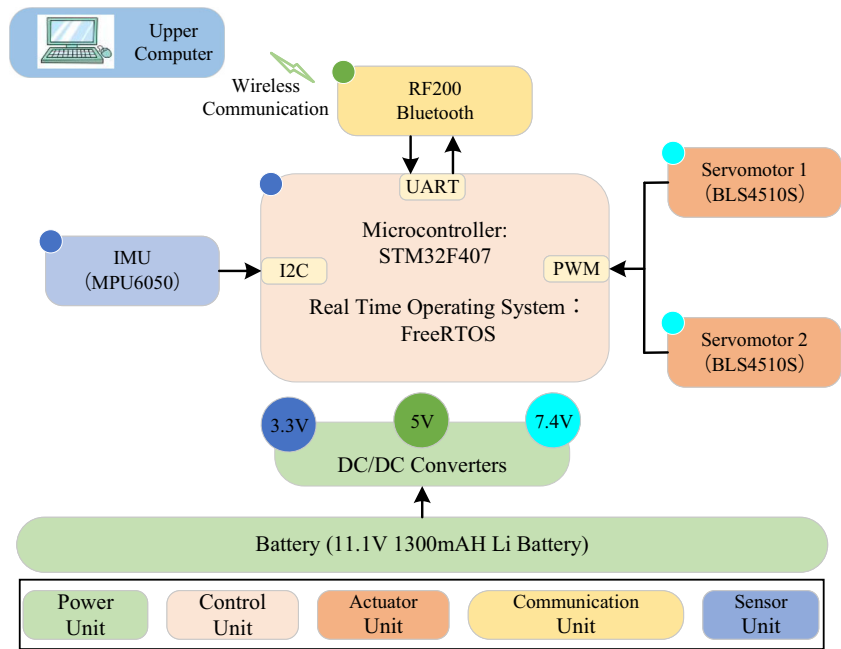 Upper
Computer
Wireless
Communication
RF200
Bluetooth
UART
Servomotor 1
（BLS4510S）
Microcontroller:
STM32F407
IMU
（MPU6050）
I2C
PWM
Real Time Operating System：
FreeRTOS
Servomotor 2
（BLS4510S）
3.3V
5V
7.4V
DC/DC Converters
Battery (11.1V 1300mAH Li Battery)
Power
Unit
Control
Unit
Actuator
Unit
Communication
Unit
Sensor
Unit